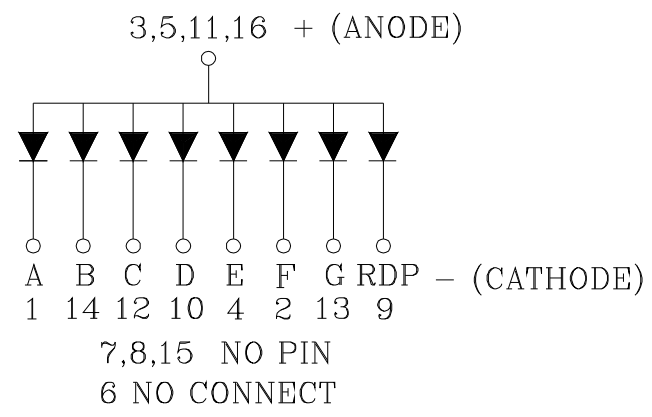 3,5,11,16 + (ANODE)
A B C D E F G RDP – (CATHODE)
1 14 12 10 4 2 13 9
7,8,15 NO PIN
6 NO CONNECT